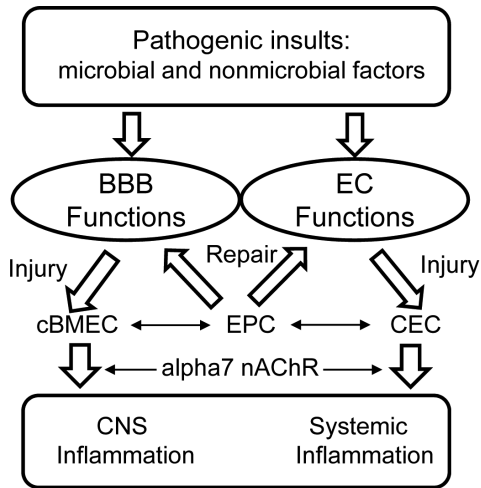 Pathogenic insults:
microbial and nonmicrobial factors
BBB
Functions
EC
Functions
Injury
Repair
Injury
cBMEC
EPC
CEC
alpha7 nAChR
CNS
Inflammation
Systemic
Inflammation